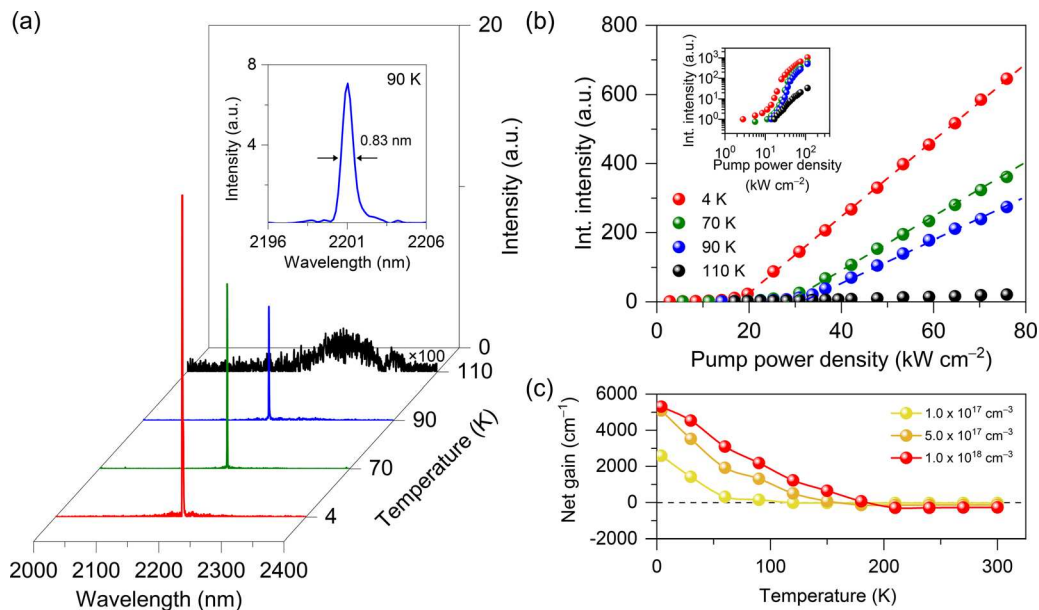 (a)
20
8
90 K
4
0.83 nm
Intensity (a.u.)
2196 2201 2206
Wavelength (nm)
Intensity (a.u.)
×100
0
110
90
70
4
Temperature (K)
2000 2100 2200 2300 2400
Wavelength (nm)
(b)
800
600
400
200
0
Int. intensity (a.u.)
10³
10²
10¹
10⁰
Int. intensity (a.u.)
10⁰ 10¹ 10²
Pump power density
(kW cm⁻²)
4 K
70 K
90 K
110 K
0 20 40 60 80
Pump power density (kW cm⁻²)
(c)
6000
4000
2000
0
-2000
Net gain (cm⁻¹)
1.0 x 10¹⁷ cm⁻³
5.0 x 10¹⁷ cm⁻³
1.0 x 10¹⁸ cm⁻³
0 100 200 300
Temperature (K)